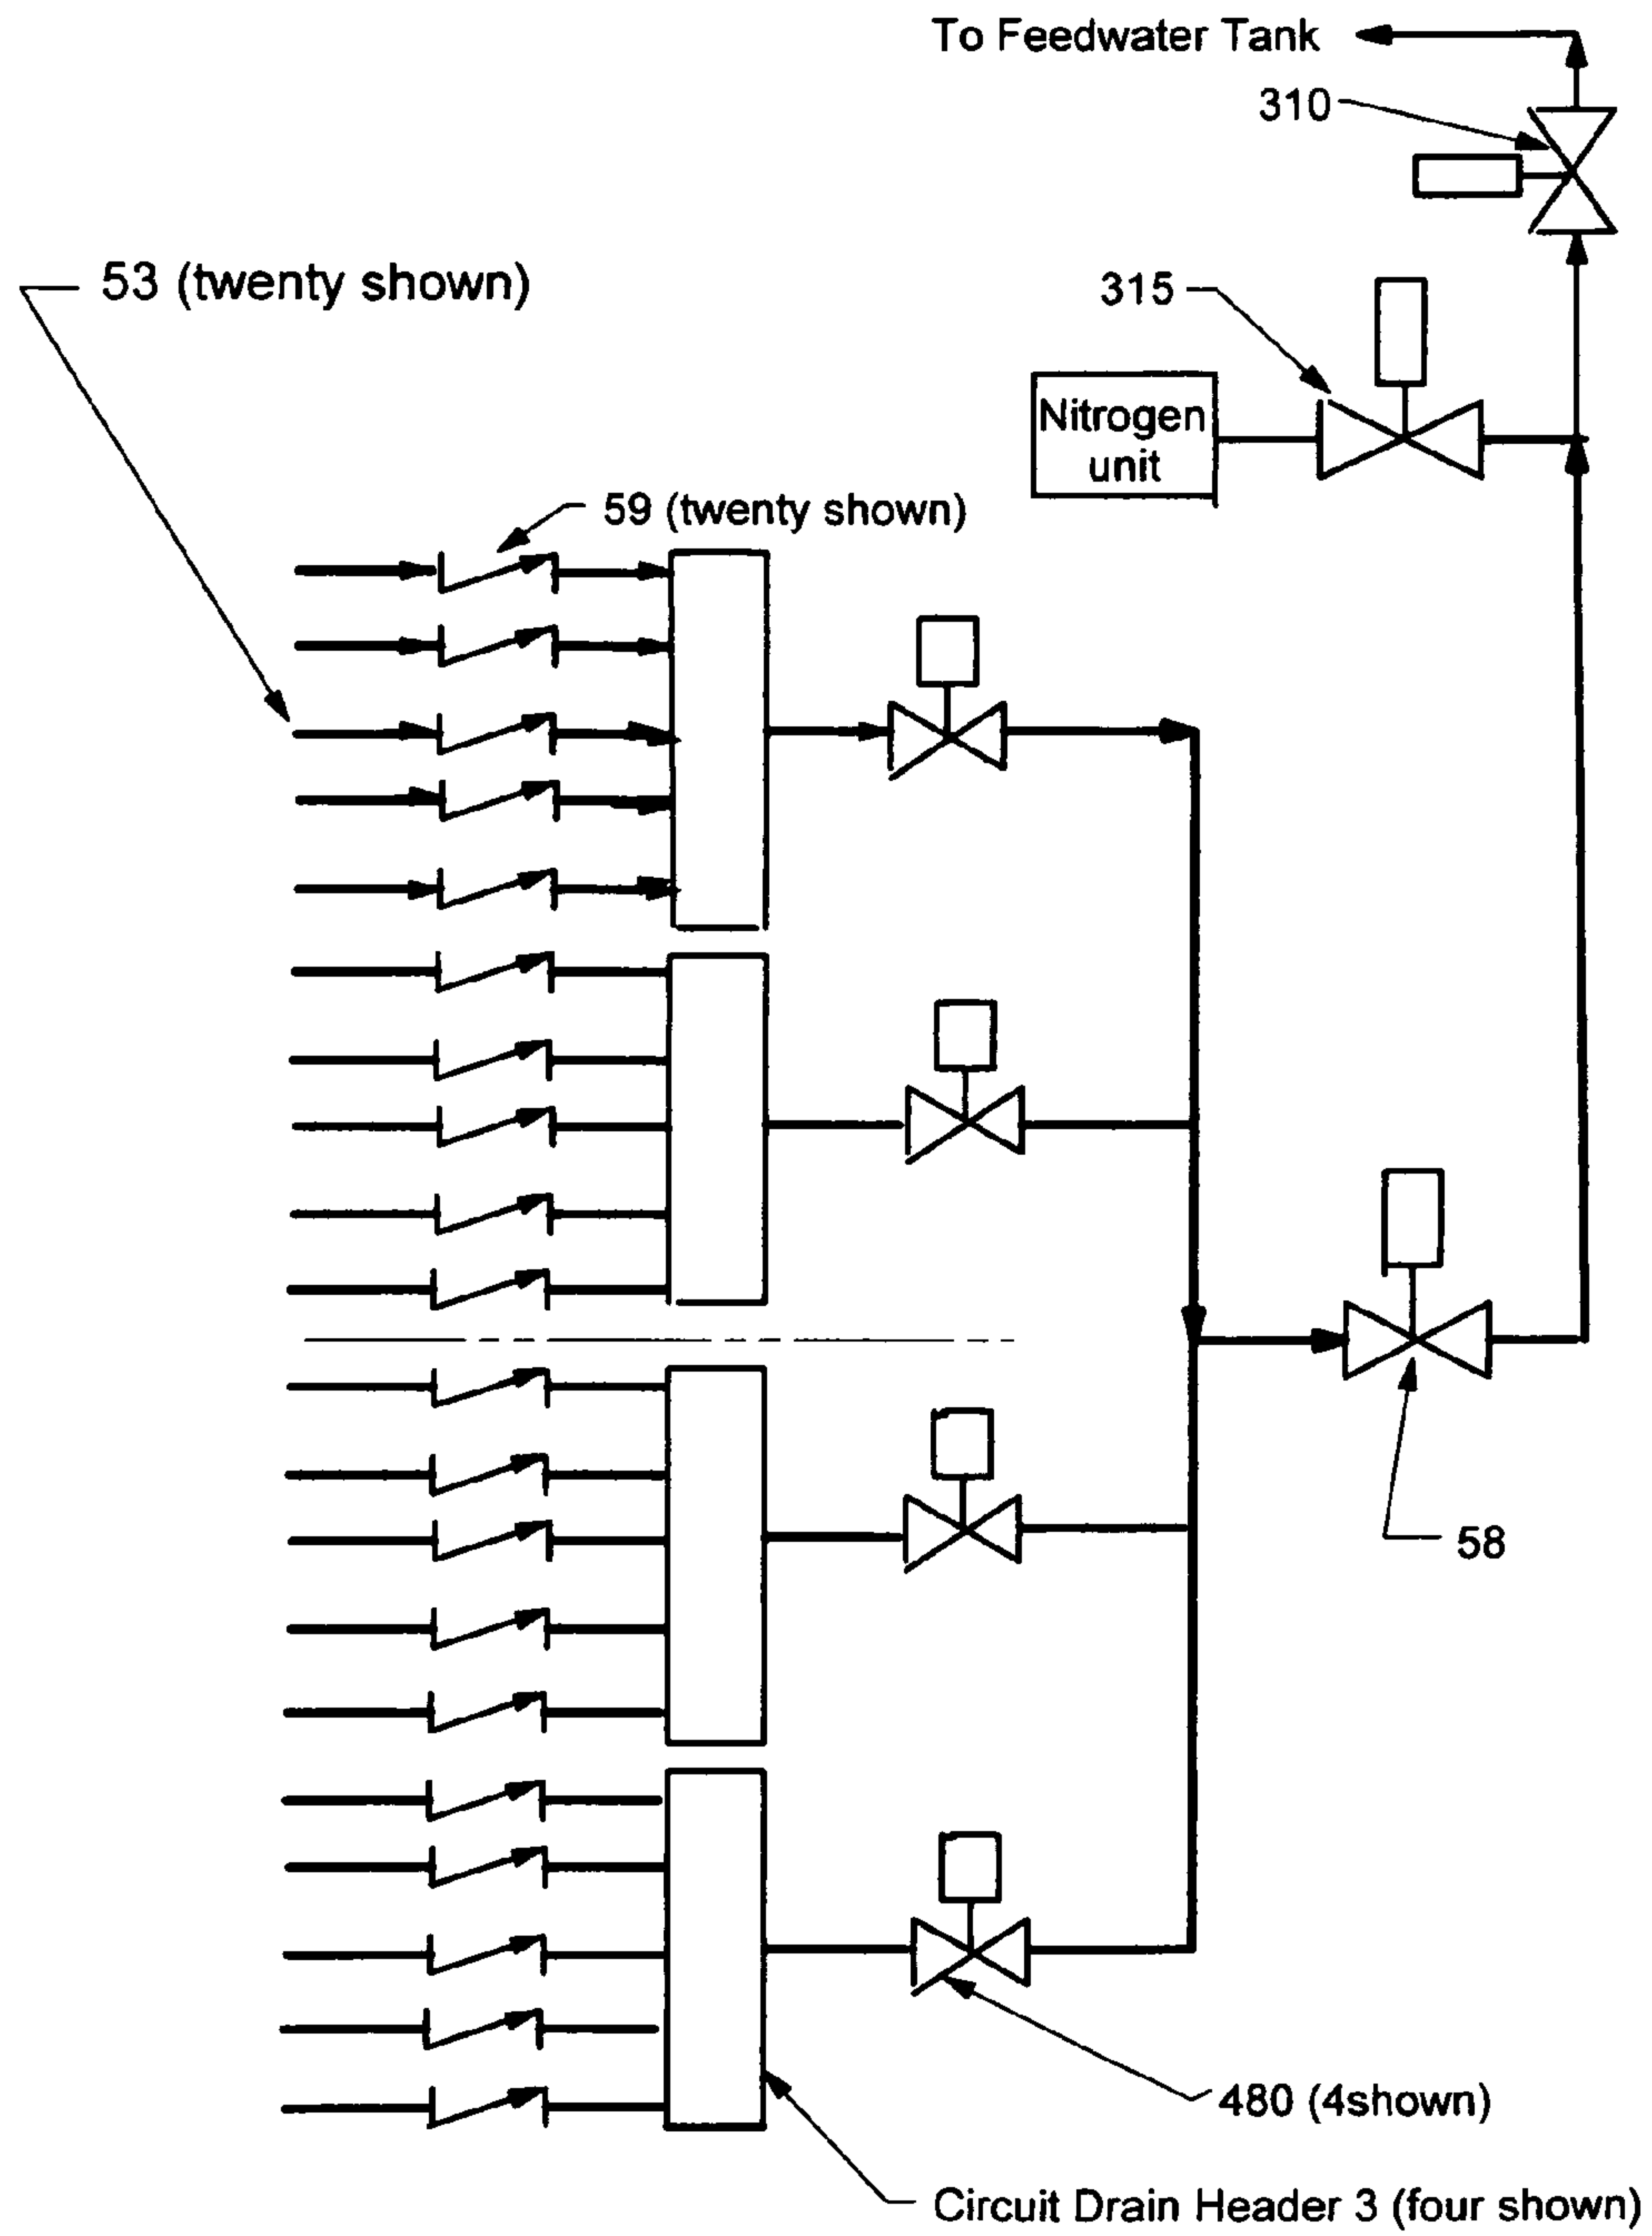 To Feedwater Tank
310
53 (twenty shown)
315
Nitrogen
unit
59 (twenty shown)
58
480 (4shown)
Circuit Drain Header 3 (four shown)